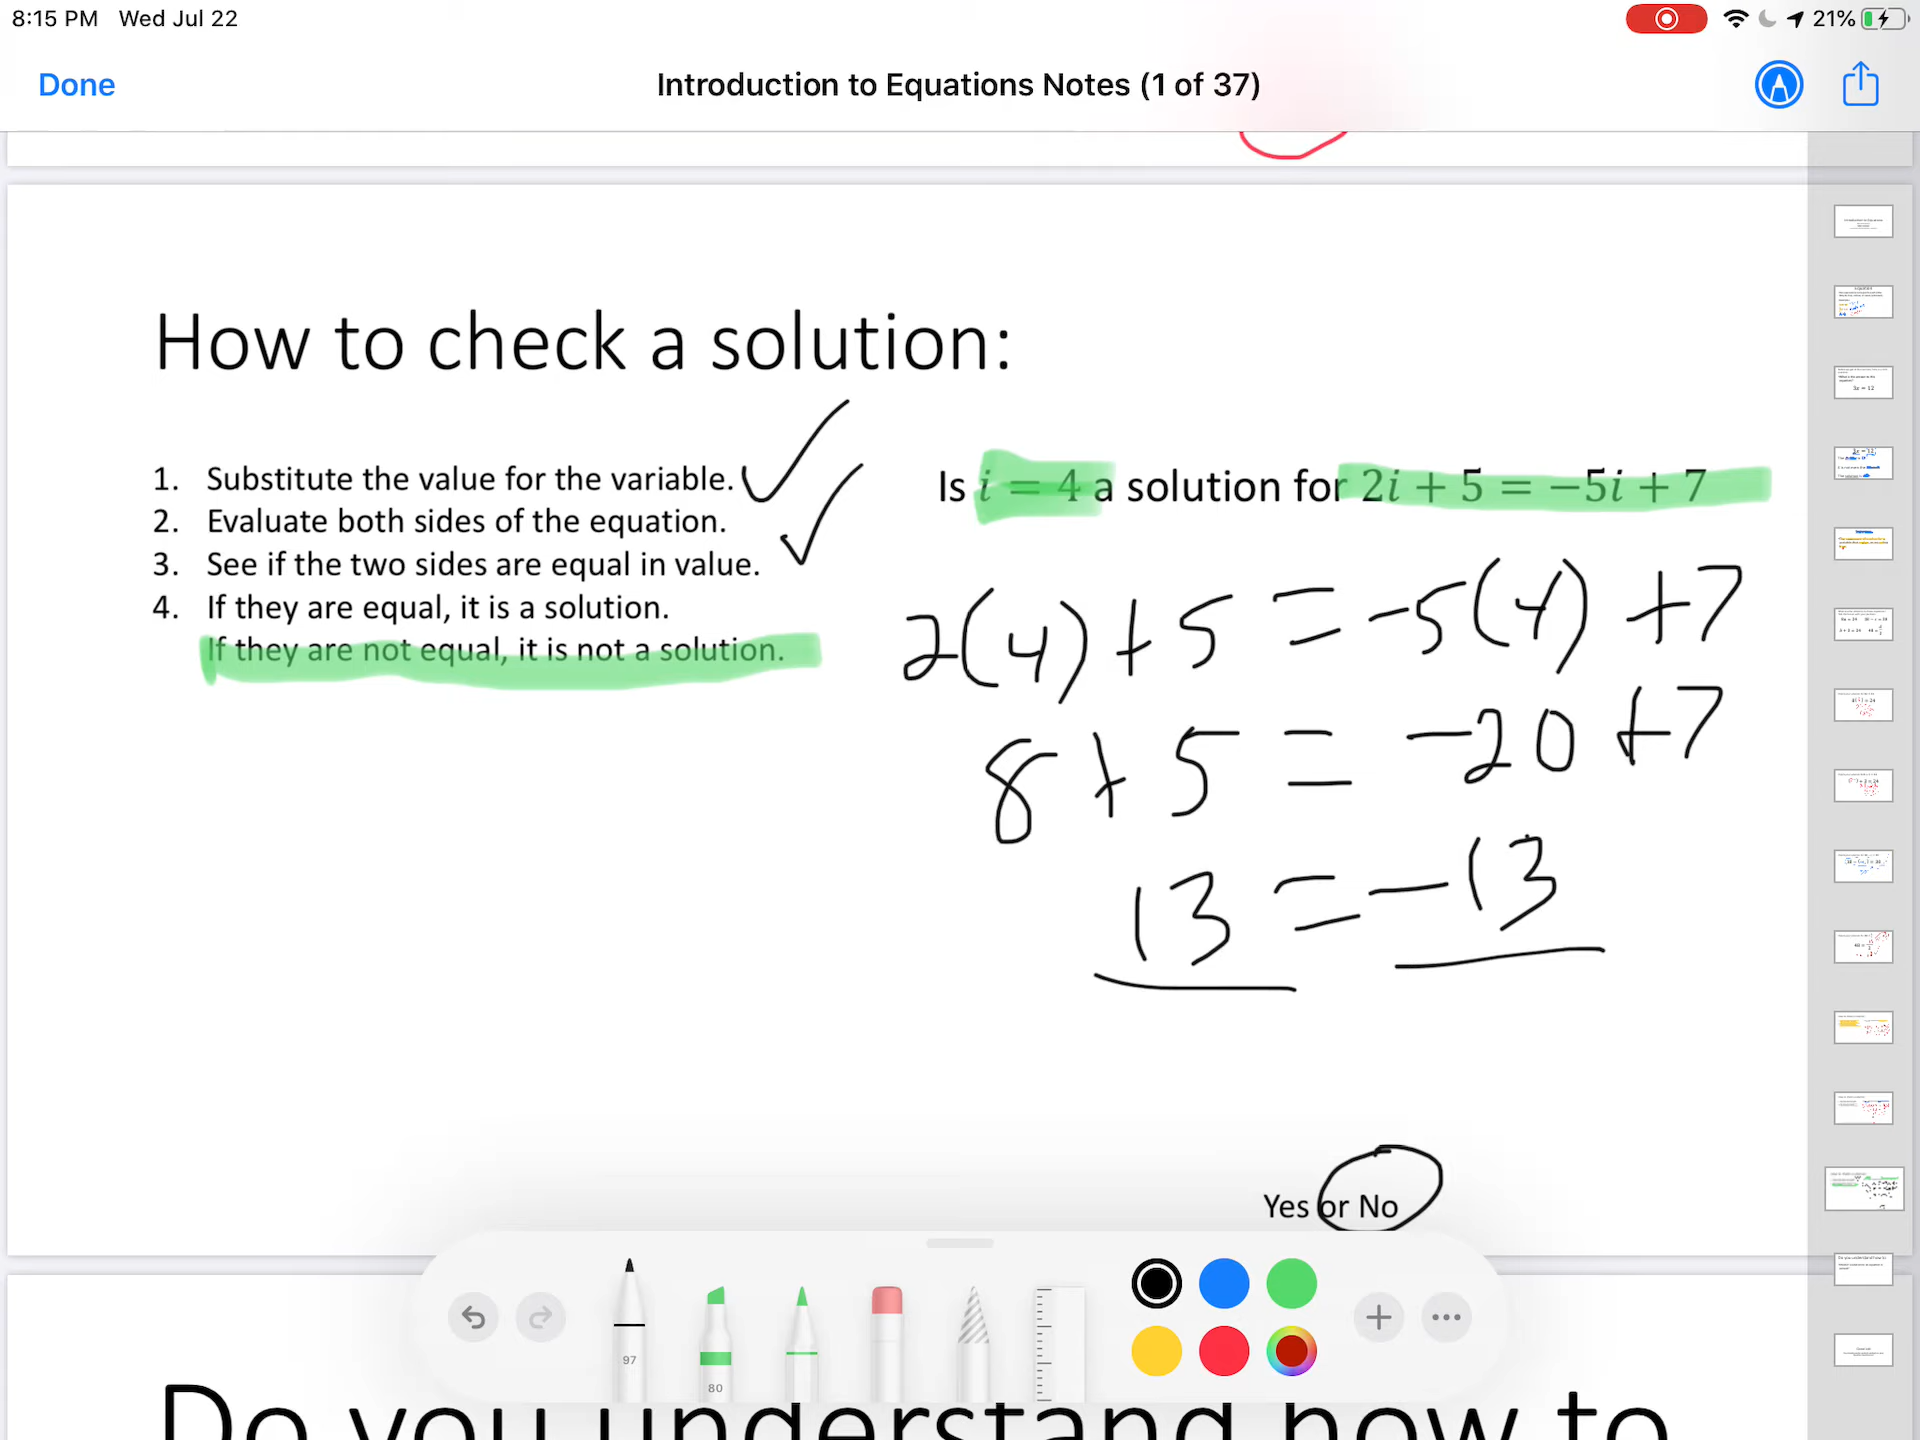 8:15 PM Wed Jul 22
21%
Done
Introduction to Equations Notes (1 of 37)
How to check a solution:
1. Substitute the value for the variable.
2. Evaluate both sides of the equation.
3. See if the two sides are equal in value.
4. If they are equal, it is a solution.
If they are not equal, it is not a solution.
Is i = 4 a solution for 2i + 5 = −5i + 7
2(4) + 5 = -5(4) + 7
8 + 5 = -20 + 7
13 = -13
Yes or No
97
80
Do you understand how to